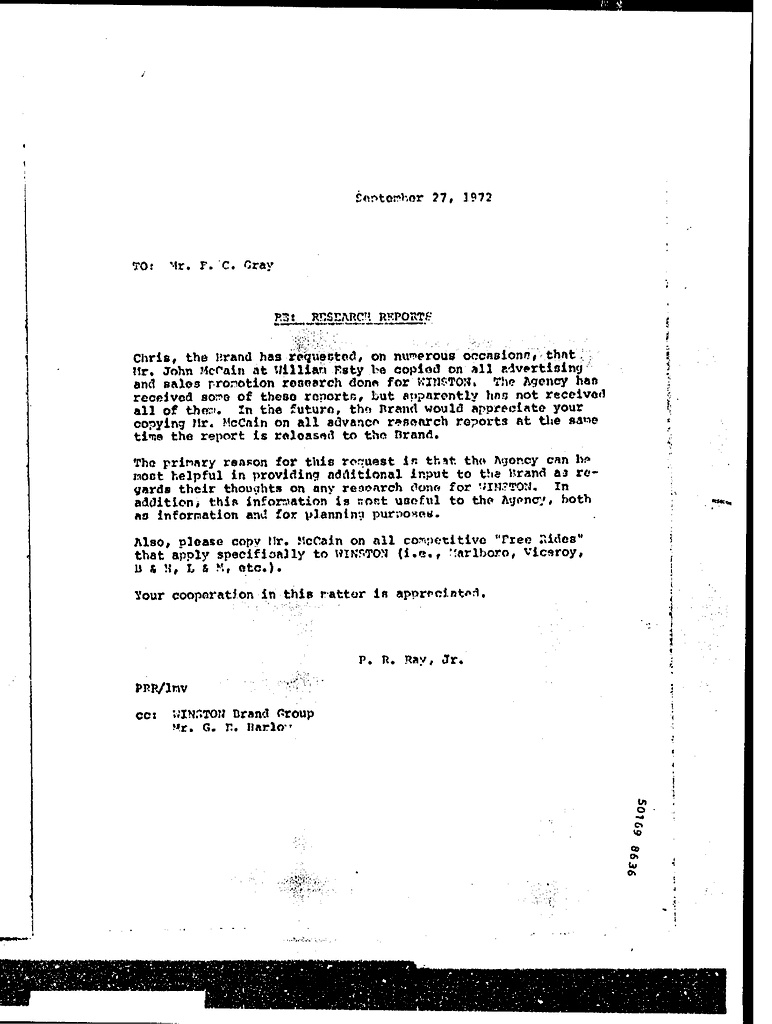 September 27, 1972
TO: Mr. F. C. Gray
RE: RESEARCH REPORTS
Chris, the Brand has requested, on numerous occasions, that
Mr. John McCain at William Esty be copied on all advertising
and sales promotion research done for WINSTON. The Agency has
received some of these reports, but apparently has not received
all of them. In the future, the Brand would appreciate your
copying Mr. McCain on all advance research reports at the same
time the report is released to the Brand.
The primary reason for this request is that the Agency can be
most helpful in providing additional input to the Brand as re-
gards their thoughts on any research done for WINSTON. In
addition, this information is most useful to the Agency, both
as information and for planning purposes.
Also, please copy Mr. McCain on all competitive "Free Rides"
that apply specifically to WINSTON (i.e., Marlboro, Viceroy,
B & H, L & M, etc.).
Your cooperation in this matter is appreciated.
P. R. Ray, Jr.
PRR/lmv
cc: WINSTON Brand Group
Mr. G. Barlow
50169 8636